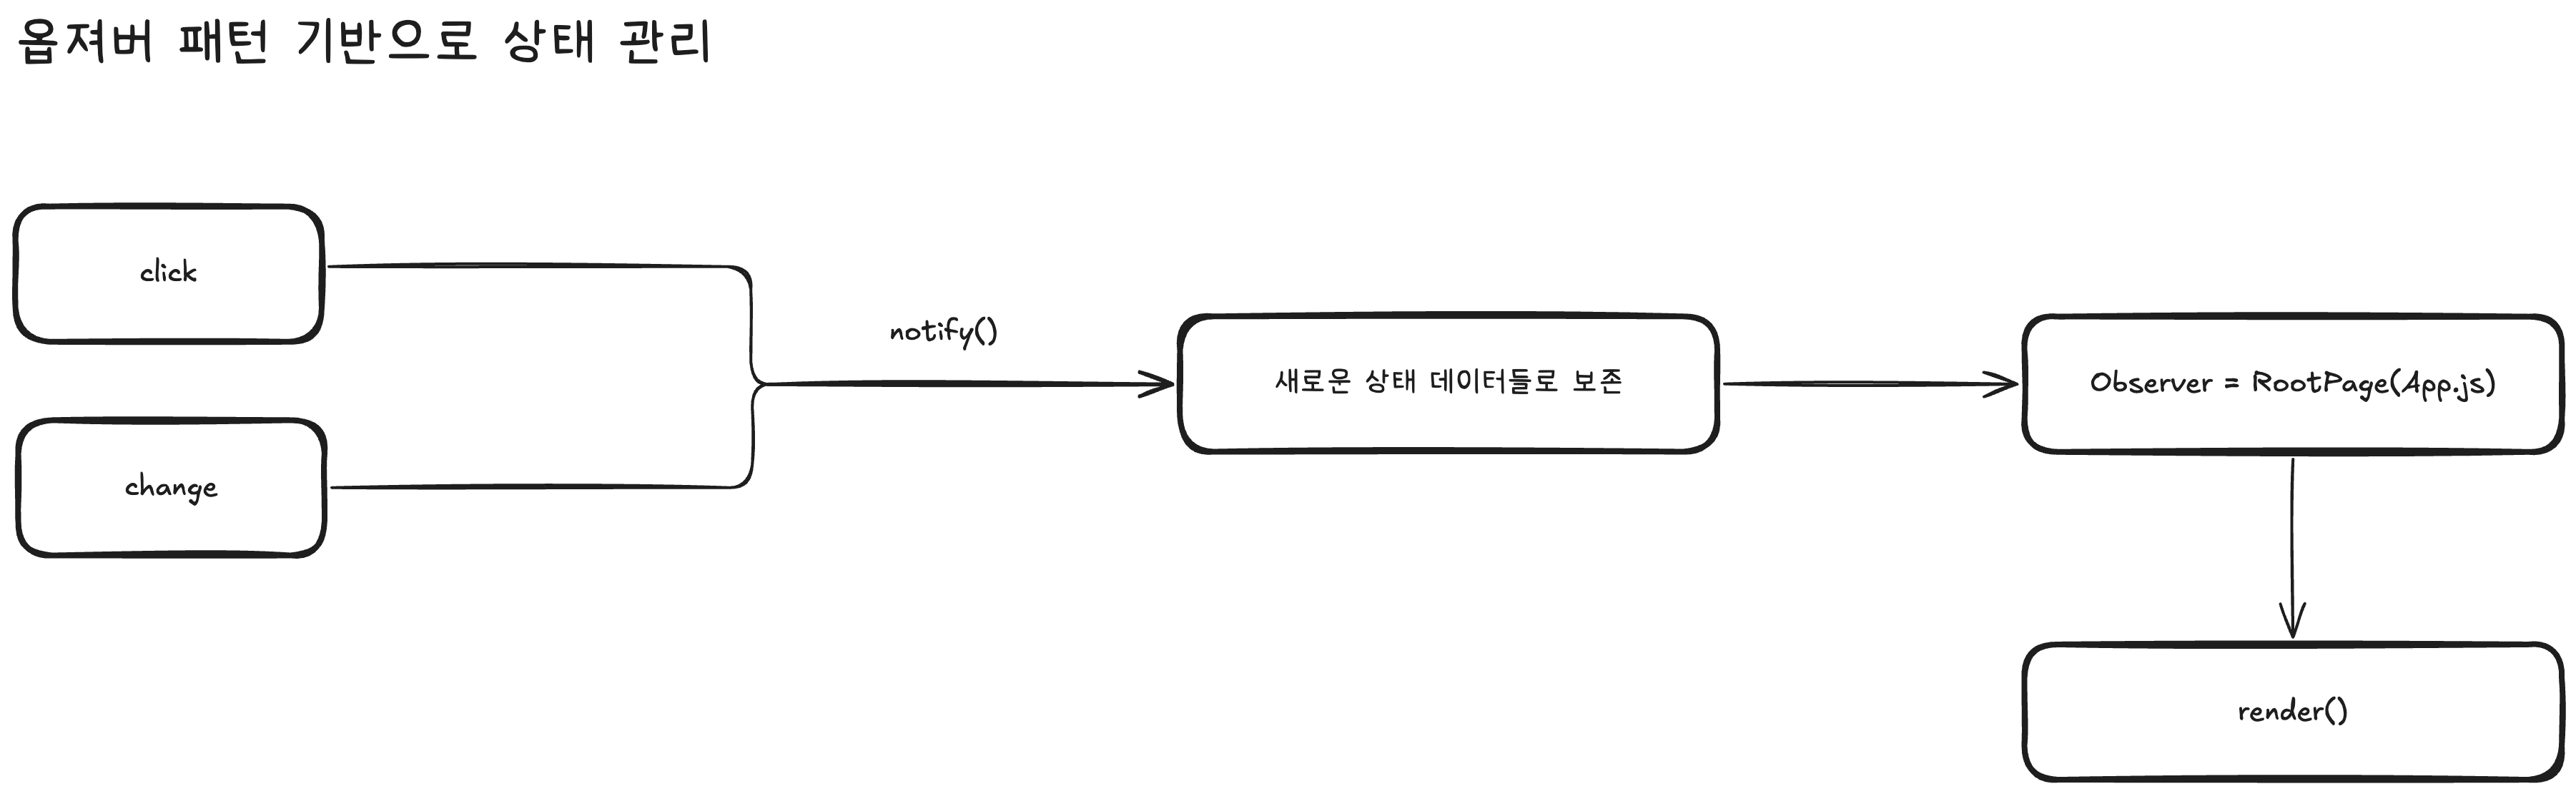 옵져버 패턴 기반으로 상태 관리
click
change
notify()
새로운 상태 데이터들로 보존
Observer = RootPage(App.js)
render()